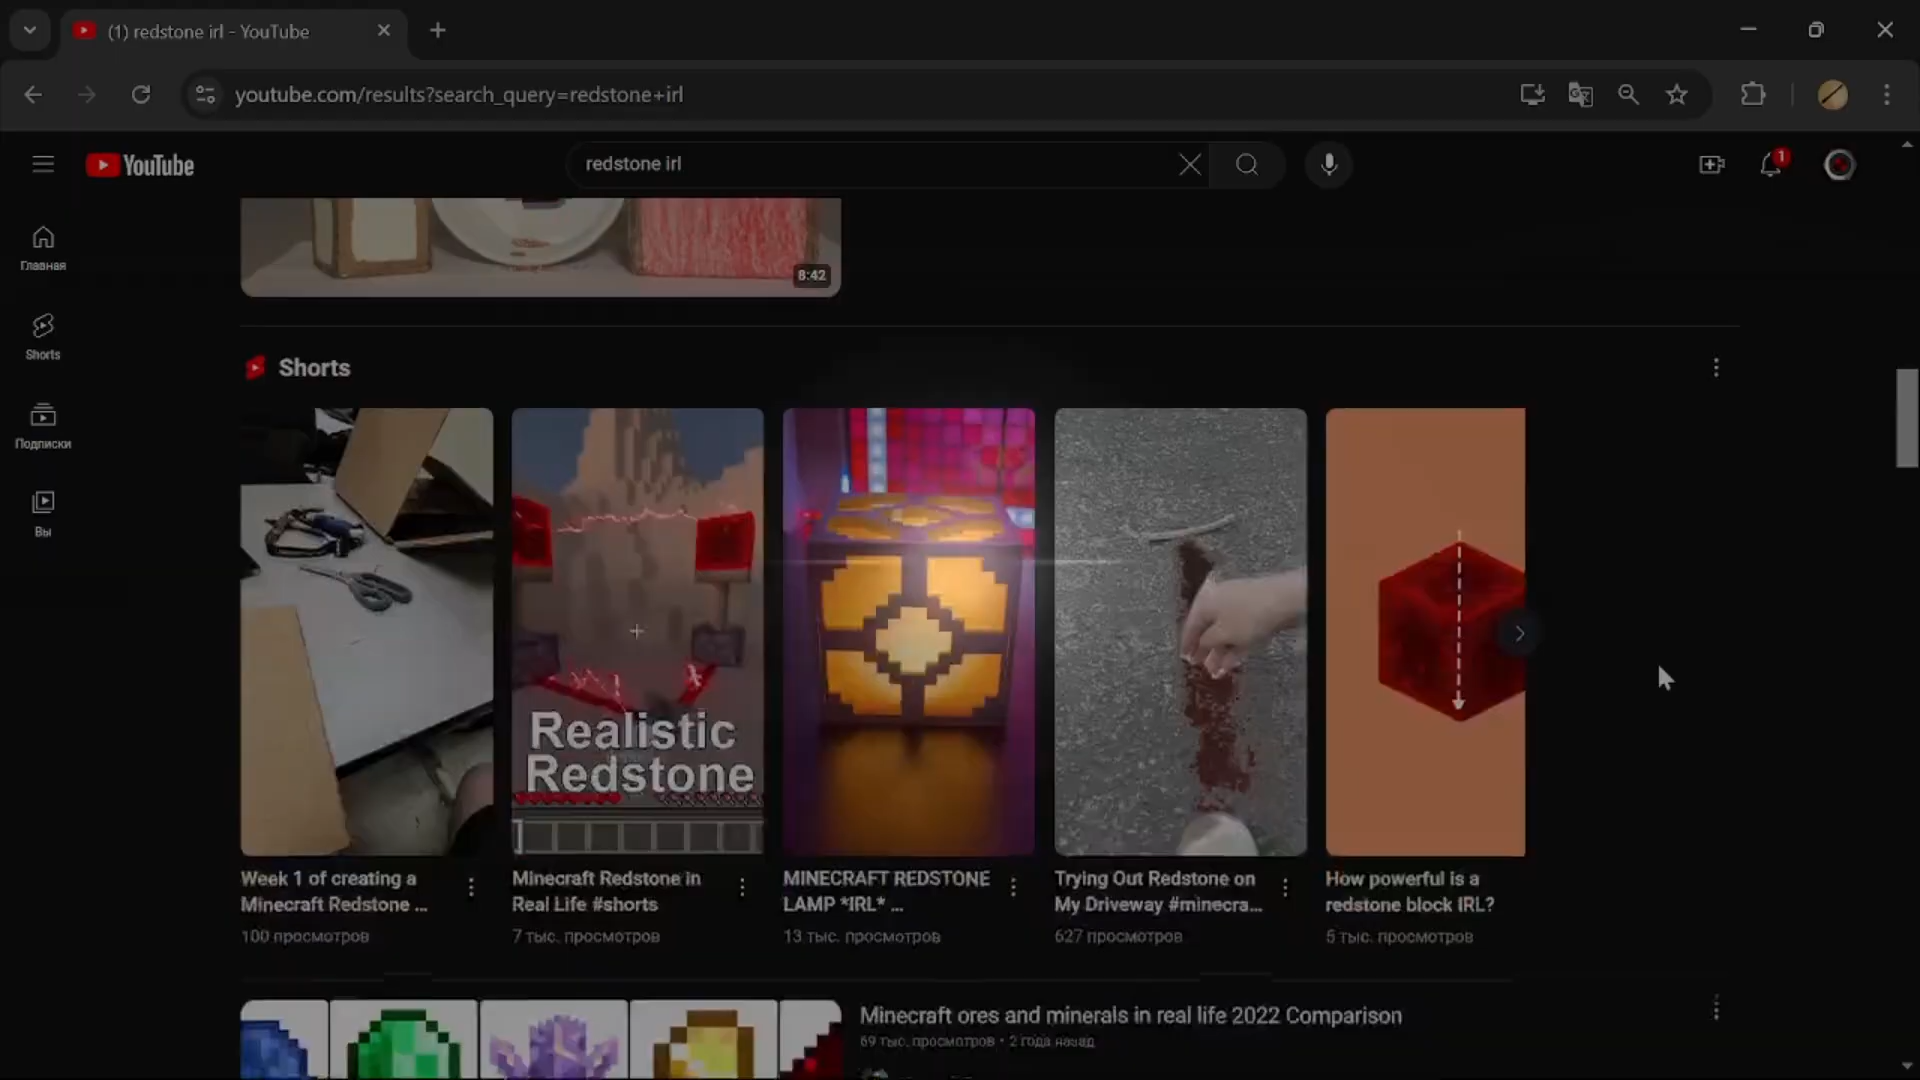 (1) redstone irl - YouTube
youtube.com/results?search_query=redstone+irl
YouTube
redstone irl
1
Главная
8:42
Shorts
Shorts
Подписки
Вы
Realistic
Redstone
Week 1 of creating a
Minecraft Redstone ...
100 просмотров
Minecraft Redstone in
Real Life #shorts
7 тыс. просмотров
MINECRAFT REDSTONE
LAMP *IRL* ...
13 тыс. просмотров
Trying Out Redstone on
My Driveway #minecra...
627 просмотров
How powerful is a
redstone block IRL?
5 тыс. просмотров
Minecraft ores and minerals in real life 2022 Comparison
69 тыс. просмотров • 2 года назад